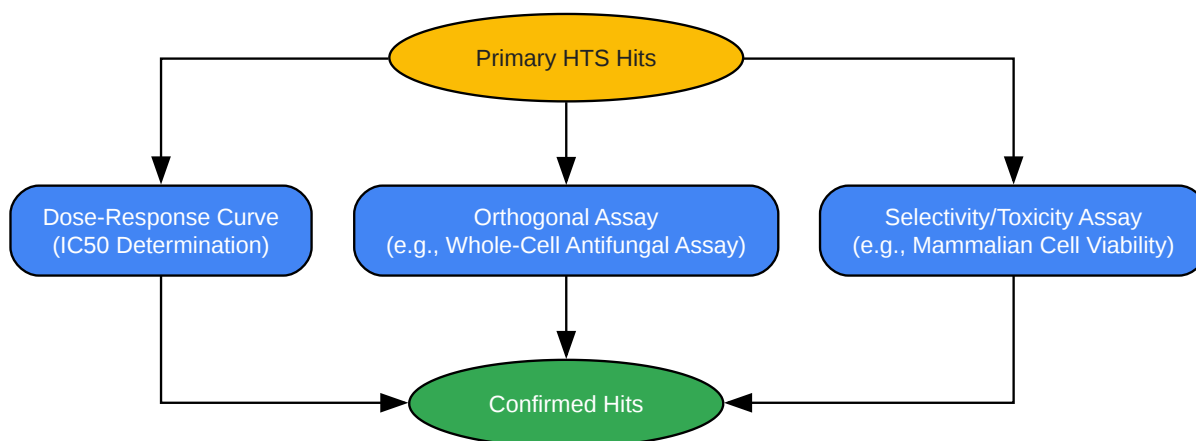 Primary HTS Hits
Dose-Response Curve
(IC50 Determination)
Orthogonal Assay
(e.g., Whole-Cell Antifungal Assay)
Selectivity/Toxicity Assay
(e.g., Mammalian Cell Viability)
Confirmed Hits